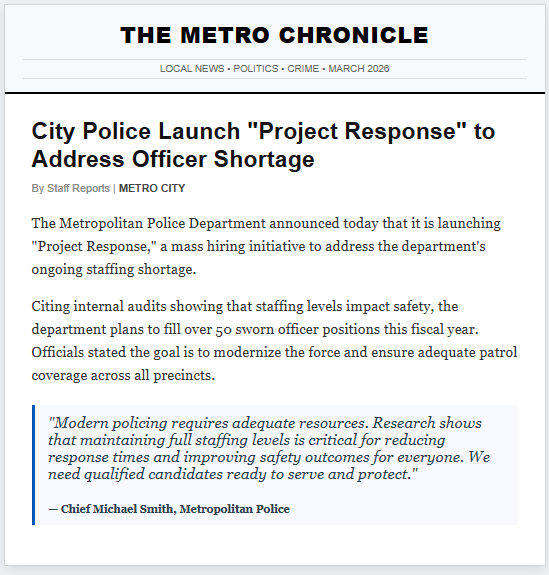 THE METRO CHRONICLE
LOCAL NEWS • POLITICS • CRIME • MARCH 2026
City Police Launch "Project Response" to
Address Officer Shortage
By Staff Reports | METRO CITY
The Metropolitan Police Department announced today that it is launching
"Project Response," a mass hiring initiative to address the department's
ongoing staffing shortage.
Citing internal audits showing that staffing levels impact safety, the
department plans to fill over 50 sworn officer positions this fiscal year.
Officials stated the goal is to modernize the force and ensure adequate patrol
coverage across all precincts.
"Modern policing requires adequate resources. Research shows
that maintaining full staffing levels is critical for reducing
response times and improving safety outcomes for everyone. We
need qualified candidates ready to serve and protect."
— Chief Michael Smith, Metropolitan Police